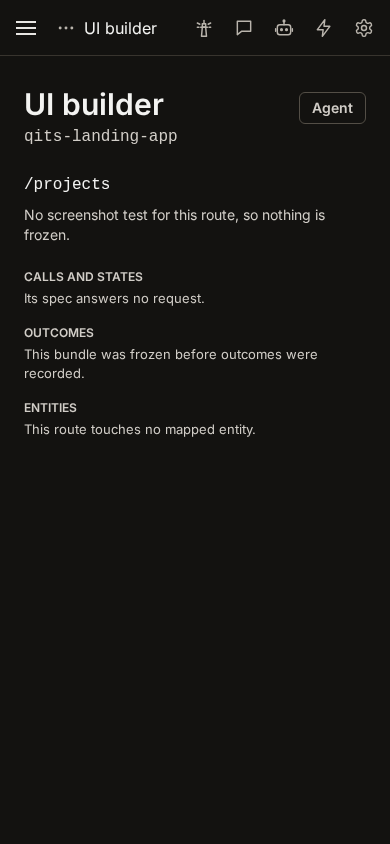 UI builder
UI builder
Agent
qits-landing-app
/projects
No screenshot test for this route, so nothing is
frozen.
CALLS AND STATES
Its spec answers no request.
OUTCOMES
This bundle was frozen before outcomes were
recorded.
ENTITIES
This route touches no mapped entity.